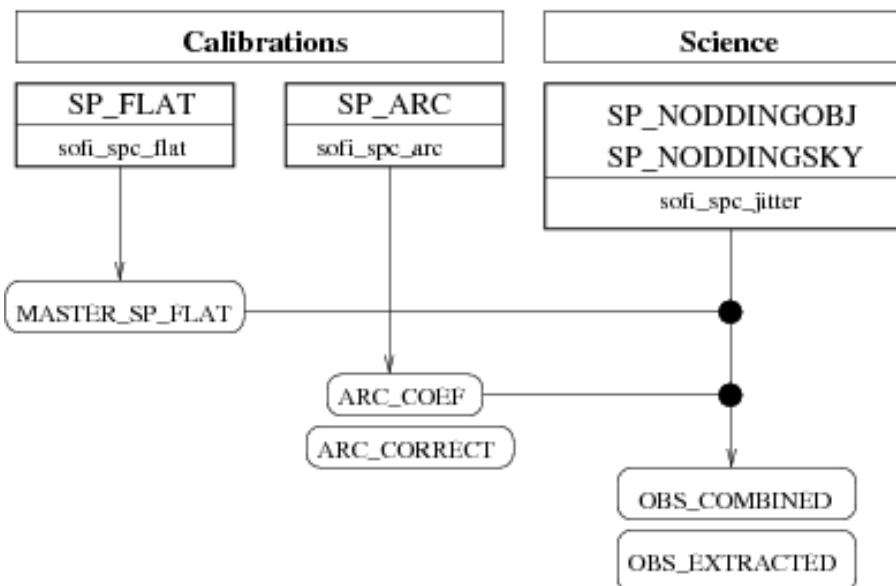 Calibrations
Science
SP_FLAT
sofi_spc_flat
SP_ARC
sofi_spc_arc
SP_NODDINGOBJ
SP_NODDINGSKY
sofi_spc_jitter
MASTER_SP_FLAT
ARC_COEF
ARC_CORRECT
OBS_COMBINED
OBS_EXTRACTED